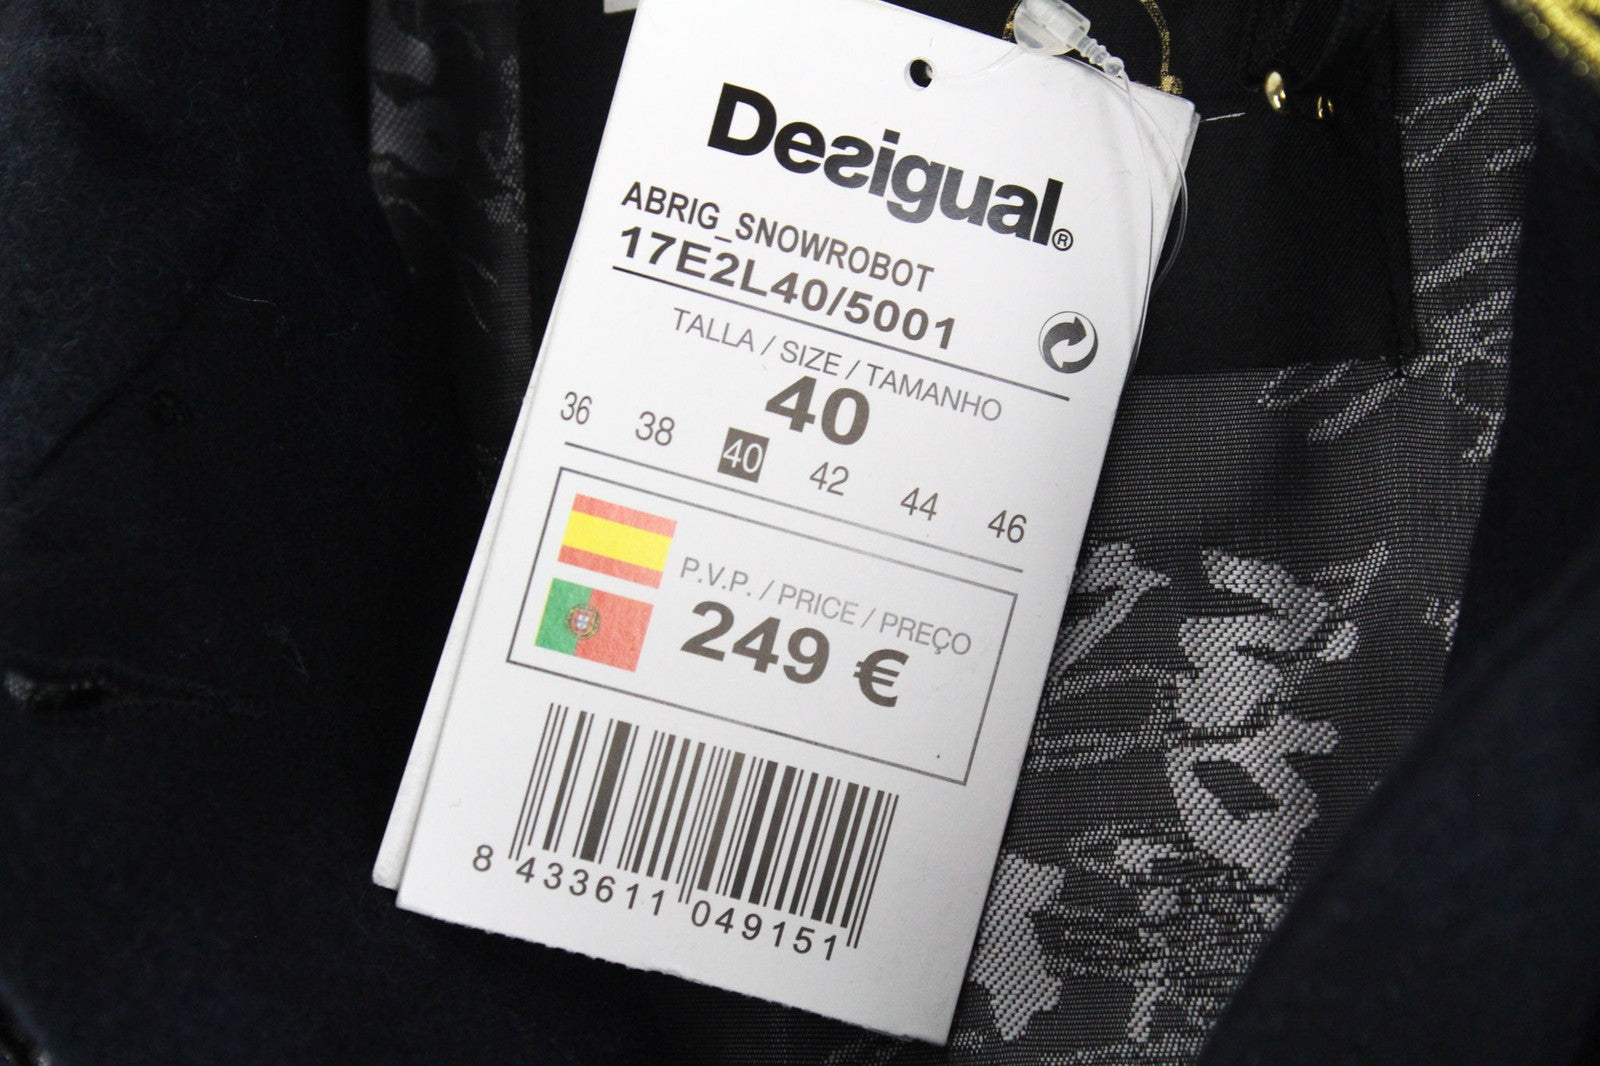 Desigual®
ABRIG_SNOWROBOT
17E2L40/5001
TALLA / SIZE / TAMANHO
40
36 38 40 42 44 46
P.V.P. / PRICE / PREÇO
249 €
8 433611 049151